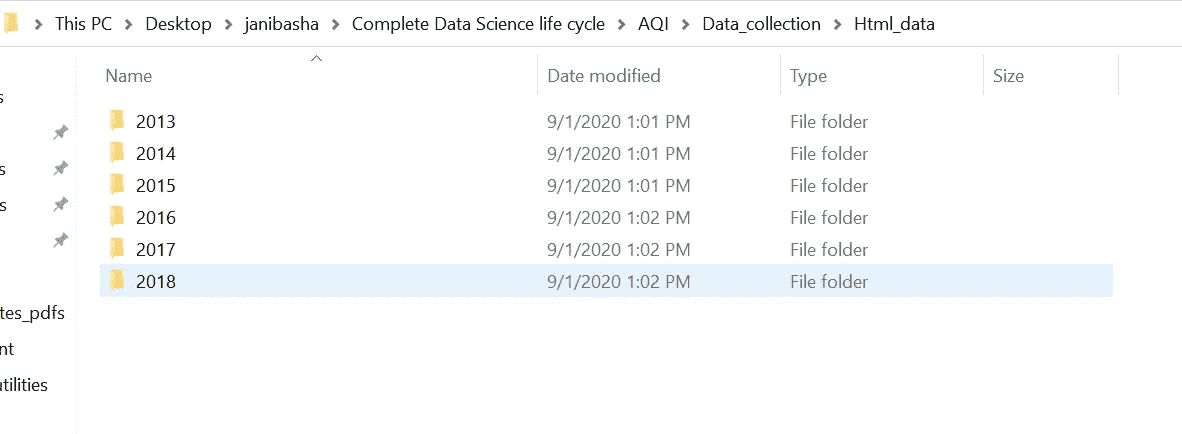 This PC > Desktop > janibasha > Complete Data Science life cycle > AQI > Data_collection > Html_data
Name Date modified Type Size
s
2013 9/1/2020 1:01 PM File folder
2014 9/1/2020 1:01 PM File folder
s
2015 9/1/2020 1:01 PM File folder
s
2016 9/1/2020 1:02 PM File folder
2017 9/1/2020 1:02 PM File folder
2018 9/1/2020 1:02 PM File folder
tes_pdfs
nt
atilities